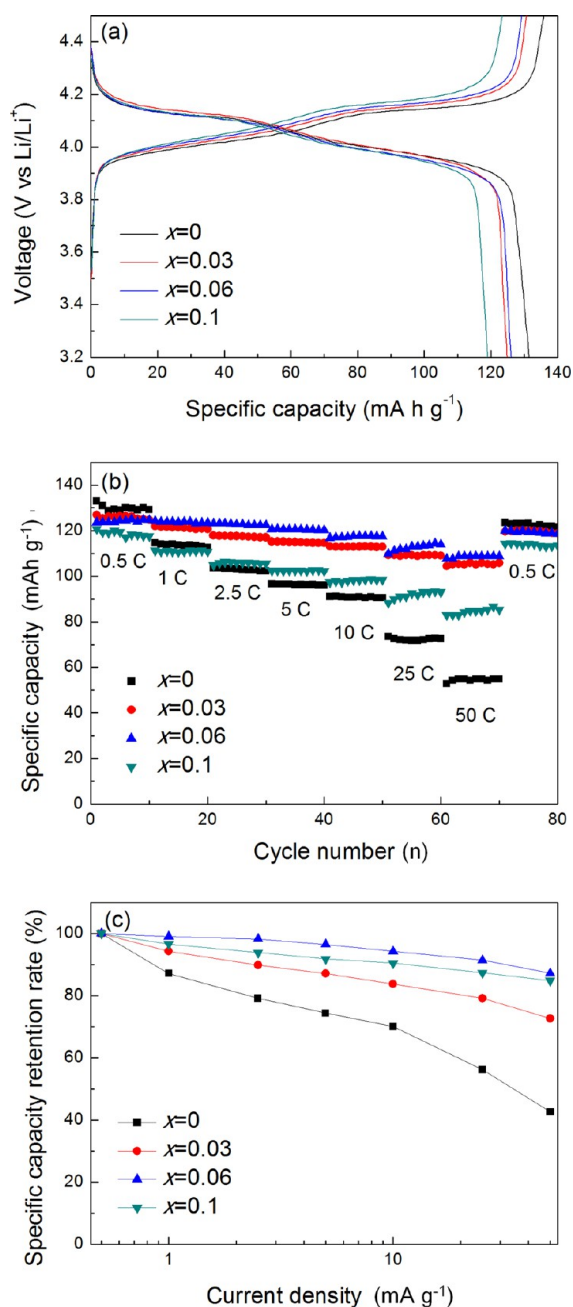 (a)
4.4
4.2
4.0
3.8
3.6
3.4
3.2
Voltage (V vs Li/Li⁺)
x=0
x=0.03
x=0.06
x=0.1
0 20 40 60 80 100 120 140
Specific capacity (mA h g⁻¹)
(b)
140
120
100
80
60
40
20
0
Specific capacity (mAh g⁻¹)
0.5 C
1 C
2.5 C
5 C
10 C
25 C
50 C
0.5 C
x=0
x=0.03
x=0.06
x=0.1
0 20 40 60 80
Cycle number (n)
(c)
100
80
60
40
20
0
Specific capacity retention rate (%)
x=0
x=0.03
x=0.06
x=0.1
1 10
Current density (mA g⁻¹)